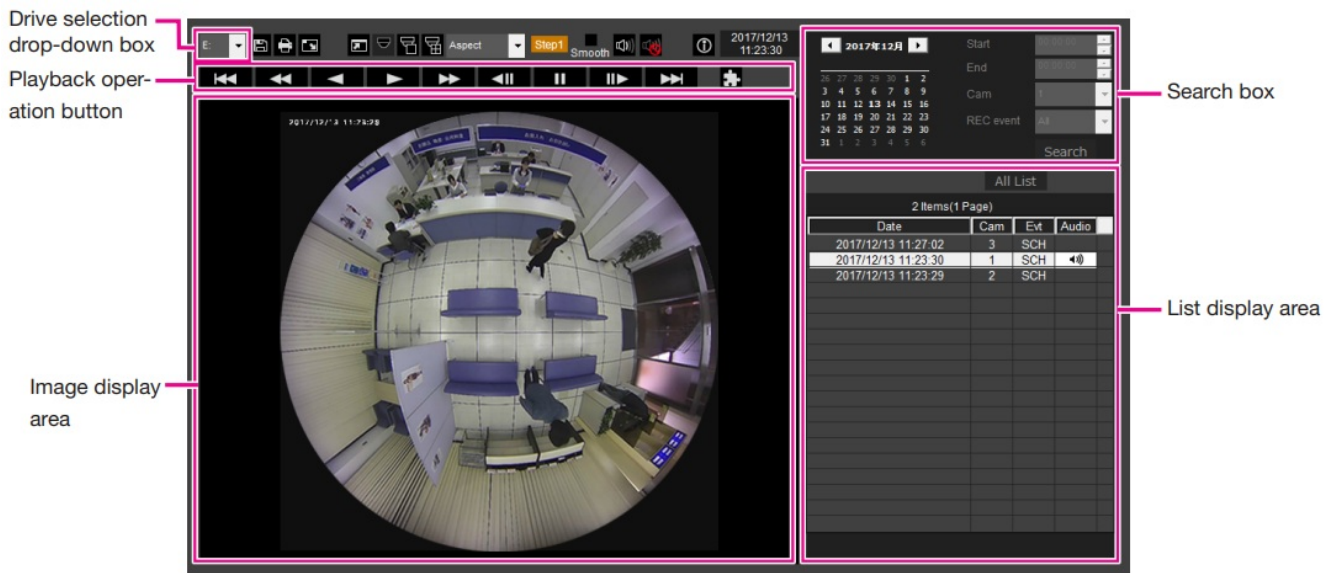 Drive selection
drop-down box
Playback oper-
ation button
Image display
area
Search box
List display area
E:
Aspect
Step1
Smooth
2017/12/13
11:23:30
2017年12月
26 27 28 29 30 1 2
3 4 5 6 7 8 9
10 11 12 13 14 15 16
17 18 19 20 21 22 23
24 25 26 27 28 29 30
31 1 2 3 4 5 6
Start
00:00:00
End
00:00:00
Cam
1
REC event
All
Search
All List
2 Items(1 Page)
Date Cam Evt Audio
2017/12/13 11:27:02 3 SCH
2017/12/13 11:23:30 1 SCH
2017/12/13 11:23:29 2 SCH